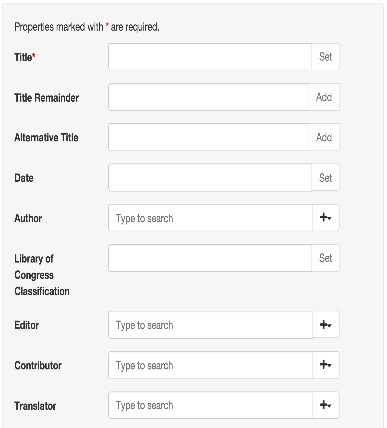 Properties marked with * are required.
Title* Set
Title Remainder Add
Alternative Title Add
Date Set
Author Type to search +
Library of Set
Congress
Classification
Editor Type to search +
Contributor Type to search +
Translator Type to search +